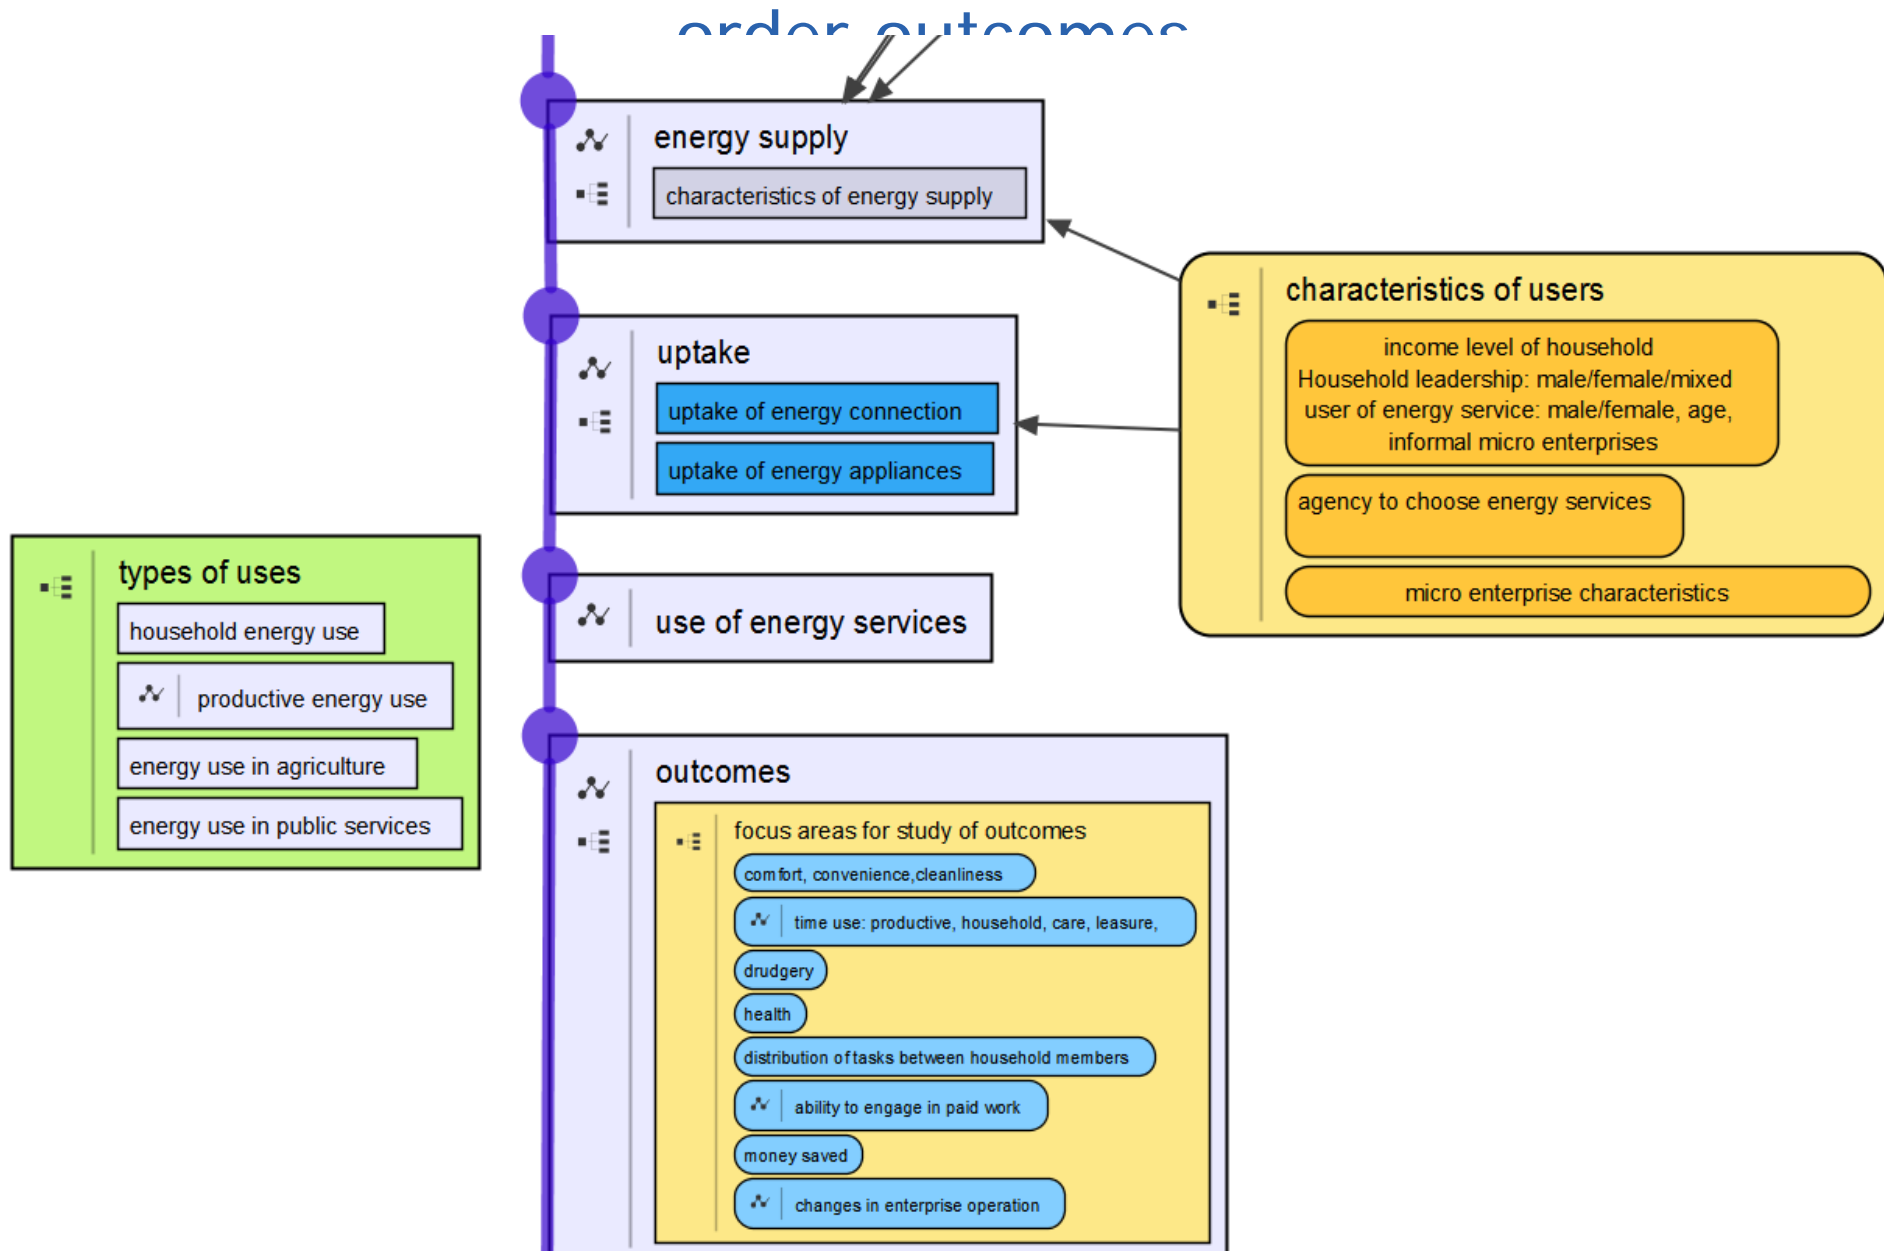 order outcomes
energy supply
characteristics of energy supply
uptake
uptake of energy connection
uptake of energy appliances
use of energy services
characteristics of users
income level of household
Household leadership: male/female/mixed
user of energy service: male/female, age,
informal micro enterprises
agency to choose energy services
micro enterprise characteristics
types of uses
household energy use
productive energy use
energy use in agriculture
energy use in public services
outcomes
focus areas for study of outcomes
comfort, convenience,cleanliness
time use: productive, household, care, leasure,
drudgery
health
distribution of tasks between household members
ability to engage in paid work
money saved
changes in enterprise operation